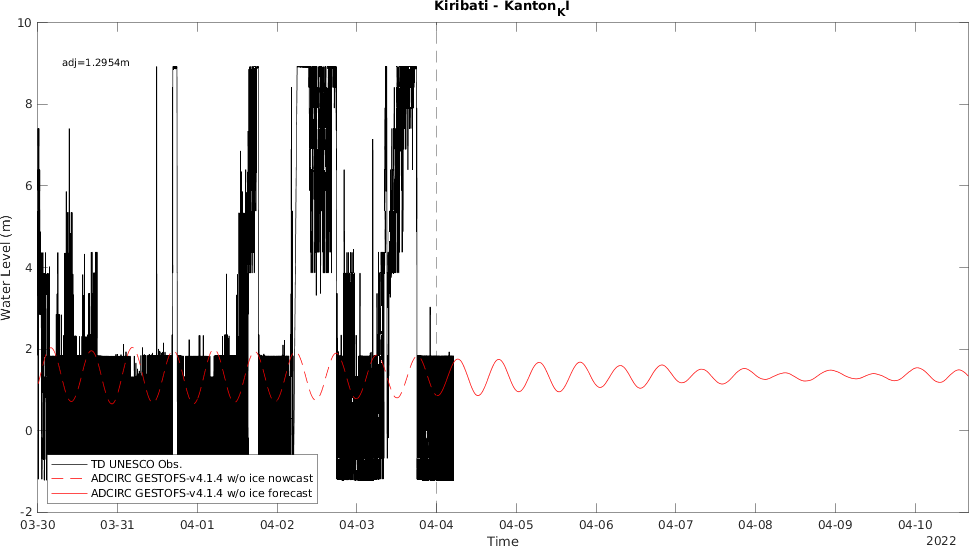 Kiribati - Kanton_KI
adj=1.2954m
10
8
6
4
2
0
-2
Water Level (m)
TD UNESCO Obs.
ADCIRC GESTOFS-v4.1.4 w/o ice nowcast
ADCIRC GESTOFS-v4.1.4 w/o ice forecast
03-30 03-31 04-01 04-02 04-03 04-04 04-05 04-06 04-07 04-08 04-09 04-10
Time
2022